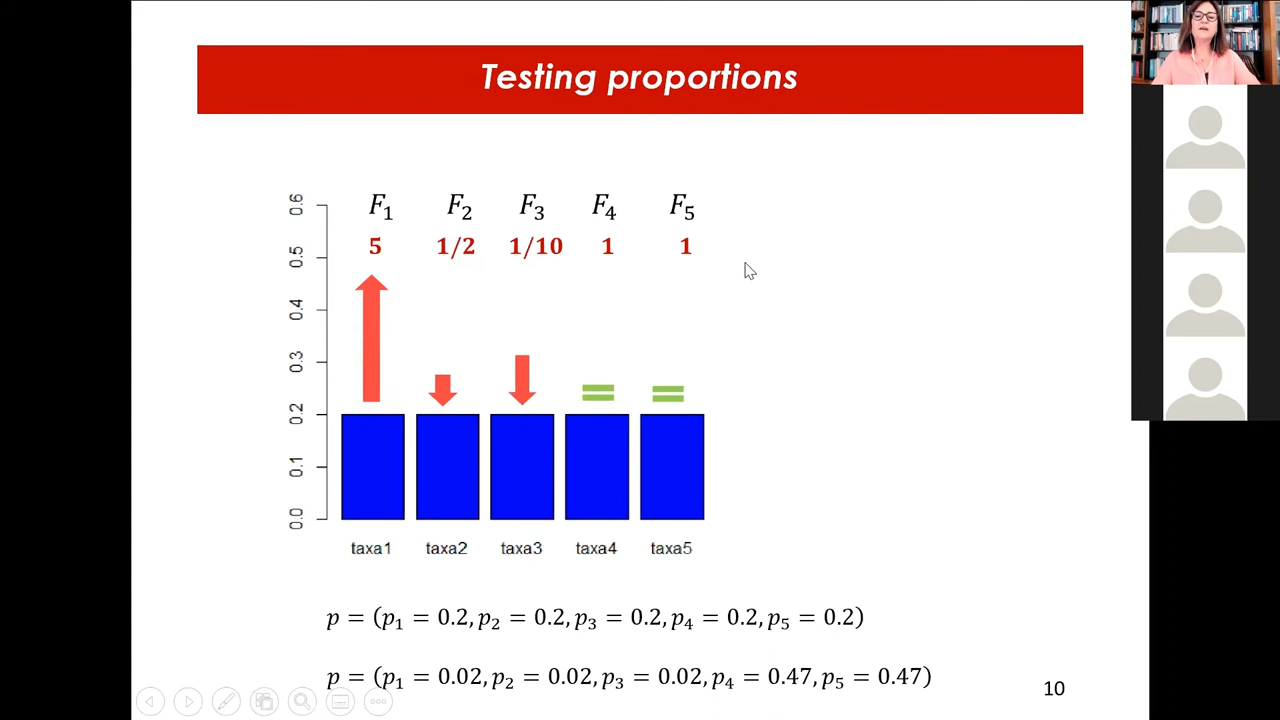 Testing proportions
F1 F2 F3 F4 F5
5 1/2 1/10 1 1
0.6
0.5
0.4
0.3
0.2
0.1
0.0
taxa1 taxa2 taxa3 taxa4 taxa5
p = (p1 = 0.2, p2 = 0.2, p3 = 0.2, p4 = 0.2, p5 = 0.2)
p = (p1 = 0.02, p2 = 0.02, p3 = 0.02, p4 = 0.47, p5 = 0.47)
10